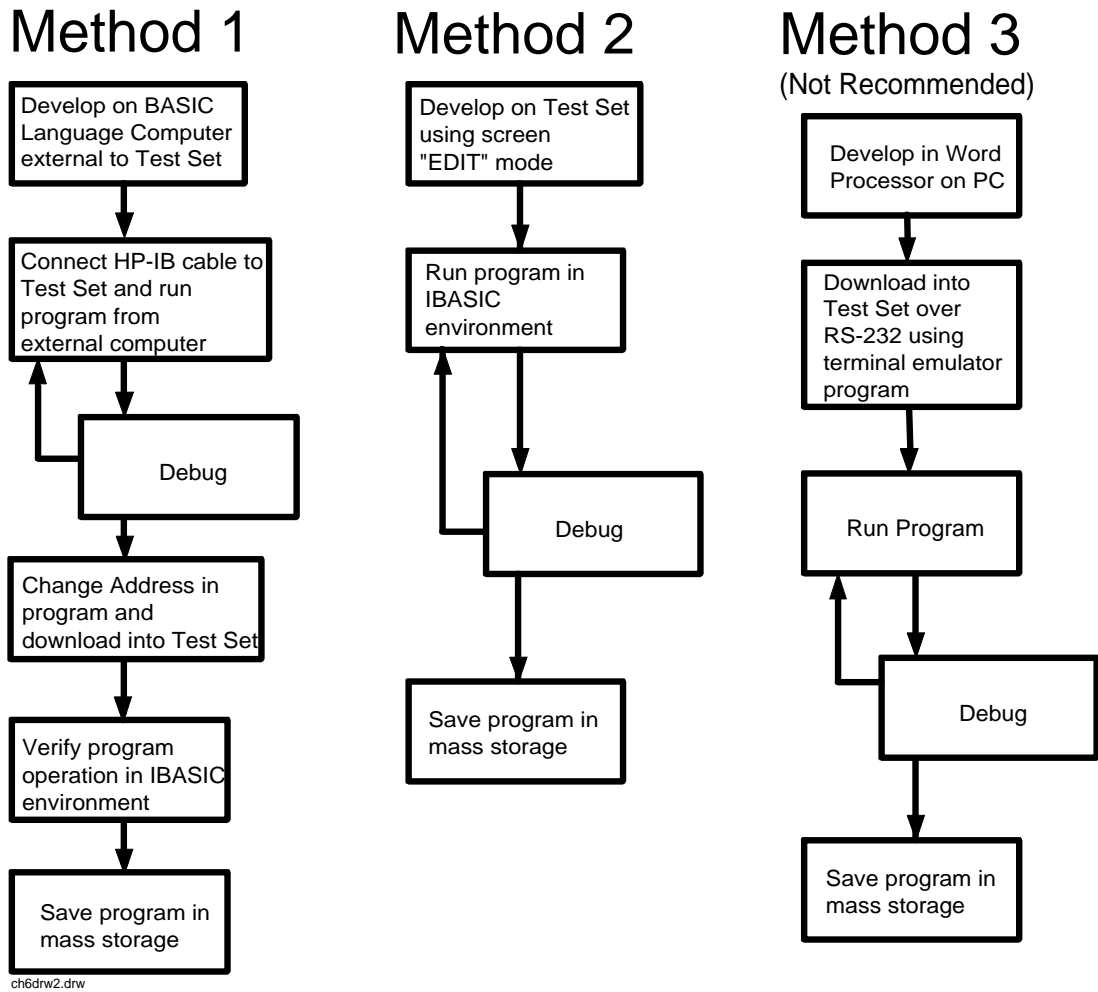 Method 1
Develop on BASIC
Language Computer
external to Test Set
Connect HP-IB cable to
Test Set and run
program from
external computer
Debug
Change Address in
program and
download into Test Set
Verify program
operation in IBASIC
environment
Save program in
mass storage
ch6drw2.drw
Method 2
Develop on Test Set
using screen
"EDIT" mode
Run program in
IBASIC
environment
Debug
Save program in
mass storage
Method 3
(Not Recommended)
Develop in Word
Processor on PC
Download into
Test Set over
RS-232 using
terminal emulator
program
Run Program
Debug
Save program in
mass storage